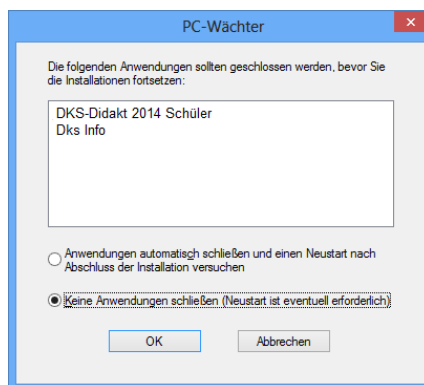 PC-Wächter
Die folgenden Anwendungen sollten geschlossen werden, bevor Sie
die Installationen fortsetzen:
DKS-Didakt 2014 Schüler
Dks Info
Anwendungen automatisch schließen und einen Neustart nach
Abschluss der Installation versuchen
Keine Anwendungen schließen (Neustart ist eventuell erforderlich)
OK
Abbrechen